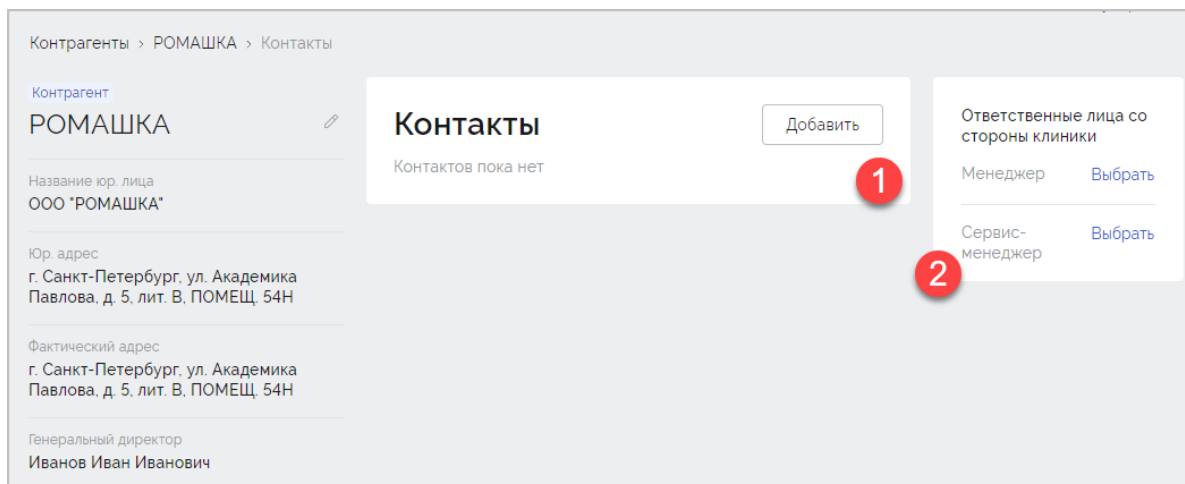 Контрагенты > РОМАШКА > Контакты
Контрагент
РОМАШКА
Название юр. лица
ООО "РОМАШКА"
Юр. адрес
г. Санкт-Петербург, ул. Академика
Павлова, д. 5, лит. В, ПОМЕЩ. 54Н
Фактический адрес
г. Санкт-Петербург, ул. Академика
Павлова, д. 5, лит. В, ПОМЕЩ. 54Н
Генеральный директор
Иванов Иван Иванович
Контакты
Добавить
Контактов пока нет
1
Ответственные лица со
стороны клиники
Менеджер Выбрать
Сервис- Выбрать
менеджер
2